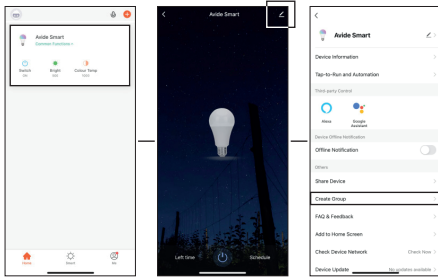 Avide Smart
Common Functions
Switch
Bright
Colour Temp
Home
Smart
Me
Avide Smart
Left time
Schedule
Avide Smart
Device Information
Tap-to-Run and Automation
Third-party Control
Alexa
Google
Assistant
Device Offline Notification
Offline Notification
Others
Share Device
Create Group
FAQ & Feedback
Add to Home Screen
Check Device Network
Check Now
Device Update
No updates available